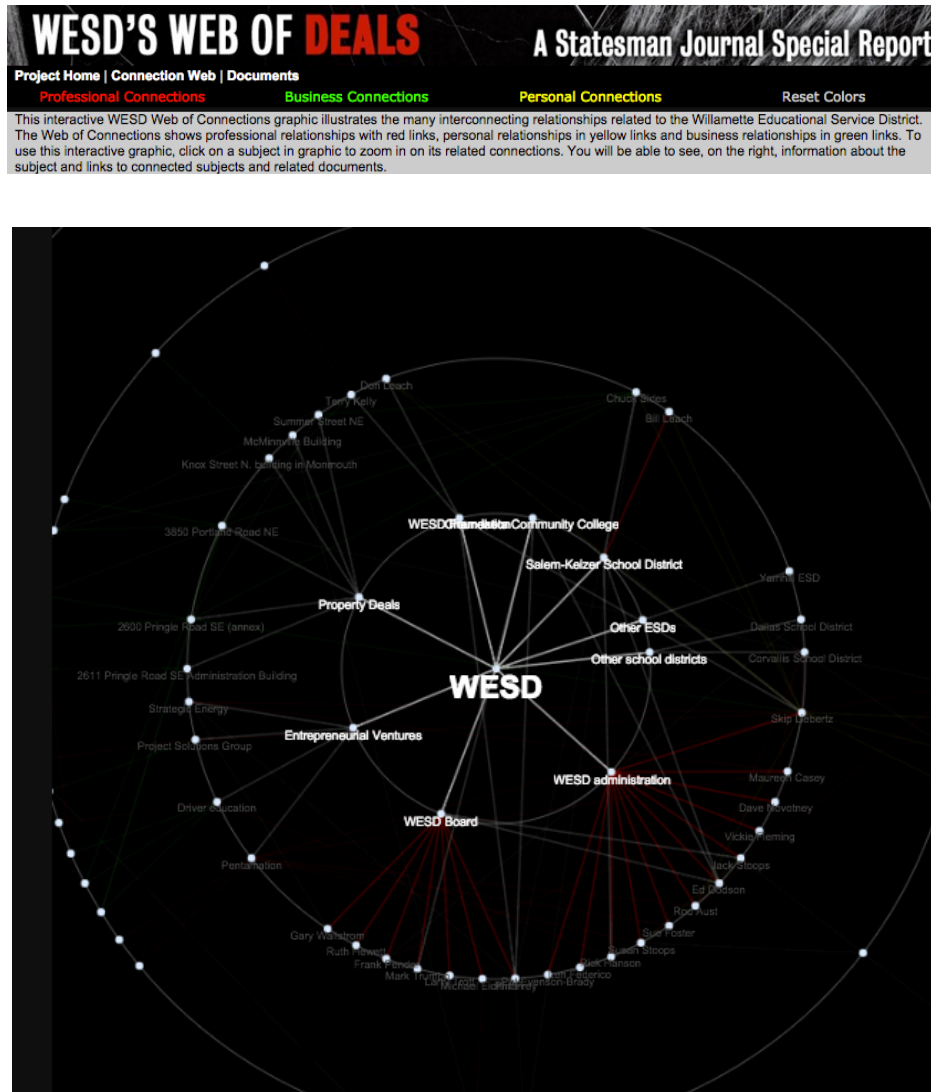 WESD'S WEB OF DEALS
A Statesman Journal Special Report
Project Home | Connection Web | Documents
Professional Connections Business Connections Personal Connections Reset Colors
This interactive WESD Web of Connections graphic illustrates the many interconnecting relationships related to the Willamette Educational Service District.
The Web of Connections shows professional relationships with red links, personal relationships in yellow links and business relationships in green links. To
use this interactive graphic, click on a subject in graphic to zoom in on its related connections. You will be able to see, on the right, information about the
subject and links to connected subjects and related documents.
Don Leach
Terry Kelly
Chuck Sides
Summer Street NE
Bill Leach
McMinnville Building
Knox Street N. building in Monmouth
WESD
Community College
3850 Portland Road NE
Salem-Keizer School District
Yamhill ESD
Property Deals
2600 Pringle Road SE (annex)
Other ESDs
Dallas School District
Other school districts
Corvallis School District
2611 Pringle Road SE Administration Building
WESD
Strategic Energy
Skip Liebertz
Entrepreneurial Ventures
Project Solutions Group
WESD administration
Maureen Casey
Driver education
Dave Novotney
WESD Board
Vickie Fleming
Pentamation
Jack Stoops
Ed Dodson
Ron Aust
Gary Wallstrom
Sue Foster
Ruth Hewett
Susan Stoops
Frank Pender
Rick Hanson
Mark Trumbo
Federico
Michael
Evanson-Brady